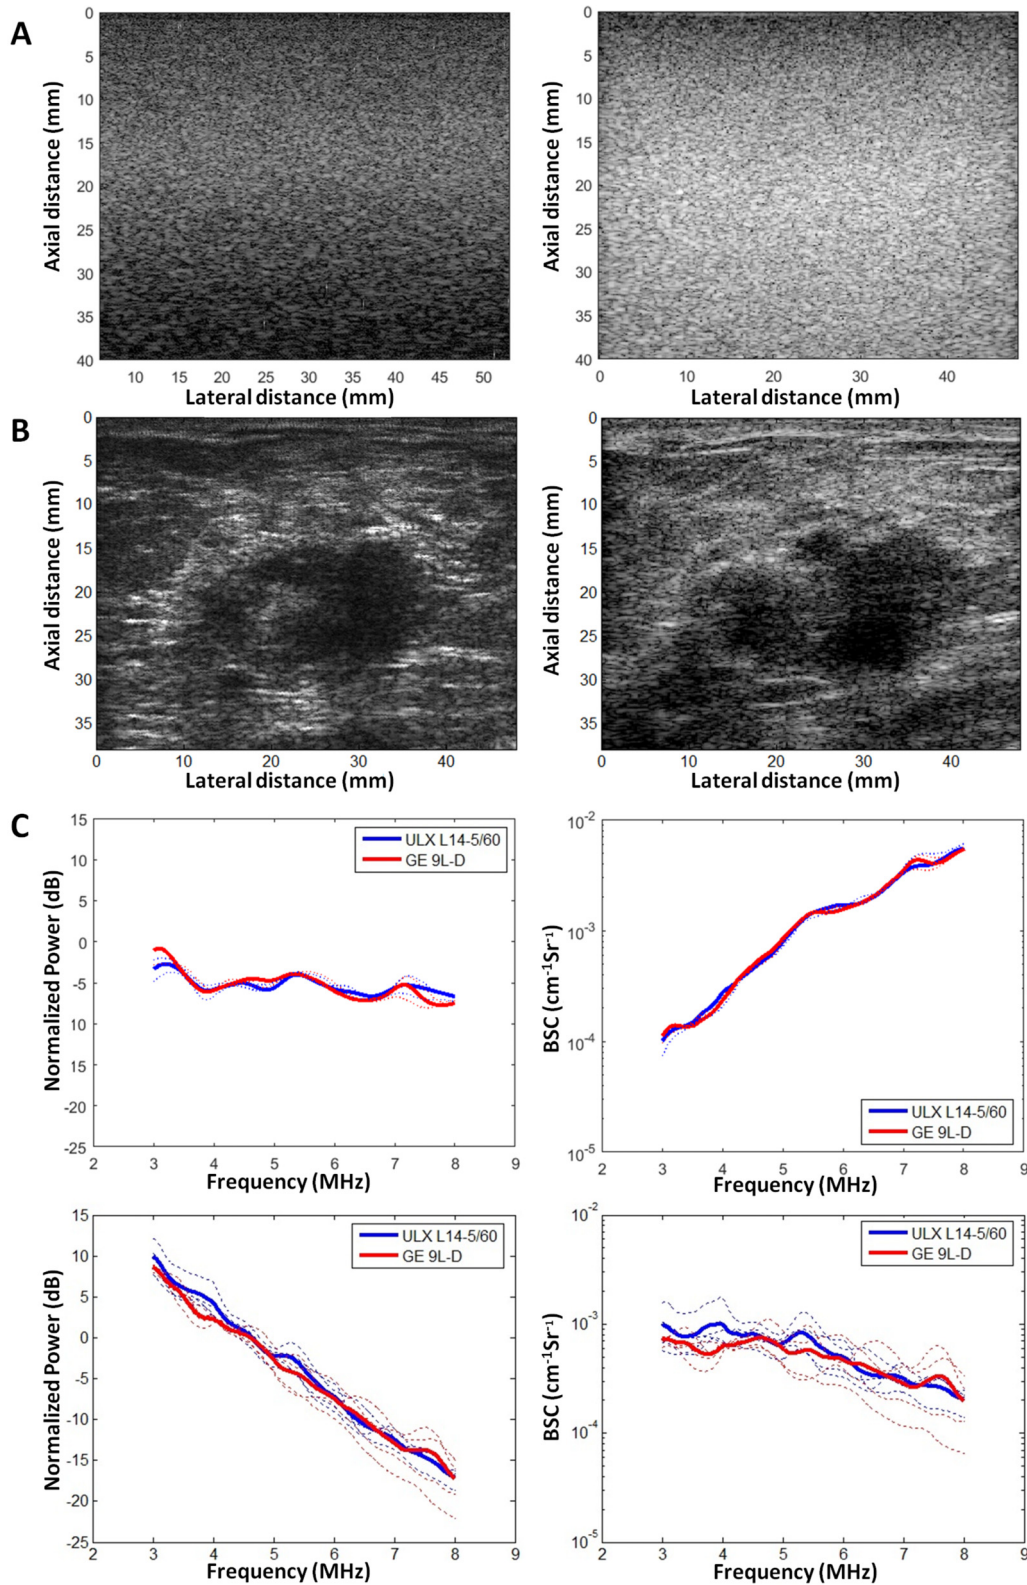 A
Axial distance (mm)
0
5
10
15
20
25
30
35
40
10 15 20 25 30 35 40 45 50
Lateral distance (mm)
Axial distance (mm)
0
5
10
15
20
25
30
35
40
0 10 20 30 40
Lateral distance (mm)
B
Axial distance (mm)
0
5
10
15
20
25
30
35
0 10 20 30 40
Lateral distance (mm)
Axial distance (mm)
0
5
10
15
20
25
30
35
0 10 20 30 40
Lateral distance (mm)
C
Normalized Power (dB)
15
10
5
0
-5
10
-15
-20
-25
2 3 4 5 6 7 8 9
Frequency (MHz)
ULX L14-5/60
GE 9L-D
BSC (cm-1Sr-1)
10-2
10-3
10-4
10-5
2 3 4 5 6 7 8 9
Frequency (MHz)
ULX L14-5/60
GE 9L-D
Normalized Power (dB)
15
10
5
0
-5
-10
-15
-20
-25
2 3 4 5 6 7 8 9
Frequency (MHz)
ULX L14-5/60
GE 9L-D
BSC (cm-1Sr-1)
10-2
10-3
10-4
10-5
2 3 4 5 6 7 8 9
Frequency (MHz)
ULX L14-5/60
GE 9L-D